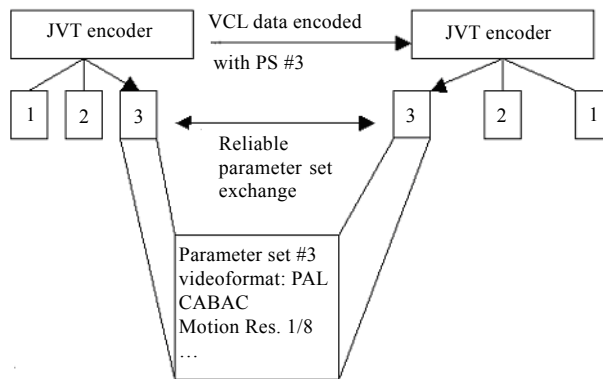 JVT encoder
VCL data encoded
with PS #3
JVT encoder
1
2
3
3
2
1
Reliable
parameter set
exchange
Parameter set #3
videoformat: PAL
CABAC
Motion Res. 1/8
...